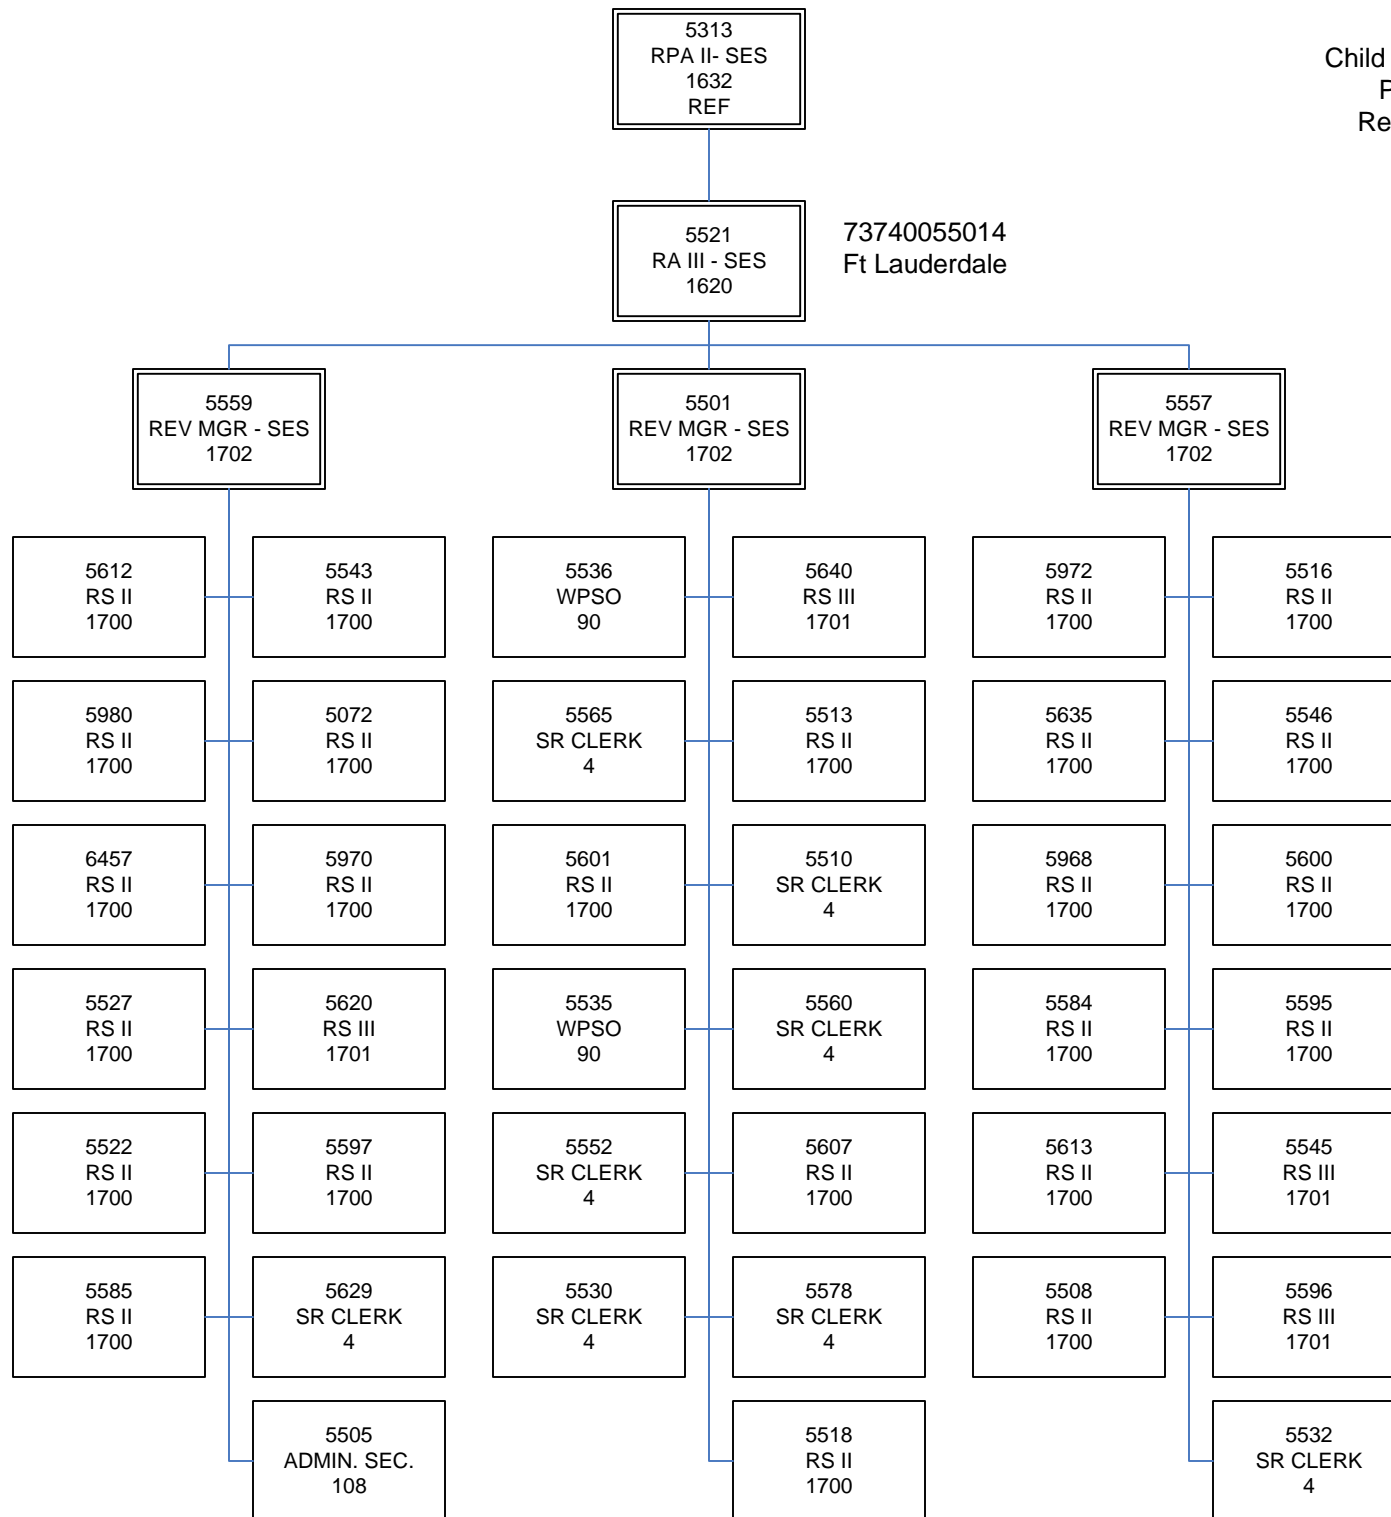 5313
RPA II- SES
1632
REF
Child
Re
5521
RA III - SES
1620
73740055014
Ft Lauderdale
5559
REV MGR - SES
1702
5501
REV MGR - SES
1702
5557
REV MGR - SES
1702
5612
RS II
1700
5543
RS II
1700
5536
WPSO
90
5640
RS III
1701
5972
RS II
1700
5516
RS II
1700
5980
RS II
1700
5072
RS II
1700
5565
SR CLERK
4
5513
RS II
1700
5635
RS II
1700
5546
RS II
1700
6457
RS II
1700
5970
RS II
1700
5601
RS II
1700
5510
SR CLERK
4
5968
RS II
1700
5600
RS II
1700
5527
RS II
1700
5620
RS III
1701
5535
WPSO
90
5560
SR CLERK
4
5584
RS II
1700
5595
RS II
1700
5522
RS II
1700
5597
RS II
1700
5552
SR CLERK
4
5607
RS II
1700
5613
RS II
1700
5545
RS III
1701
5585
RS II
1700
5629
SR CLERK
4
5530
SR CLERK
4
5578
SR CLERK
4
5508
RS II
1700
5596
RS III
1701
5505
ADMIN. SEC.
108
5518
RS II
1700
5532
SR CLERK
4